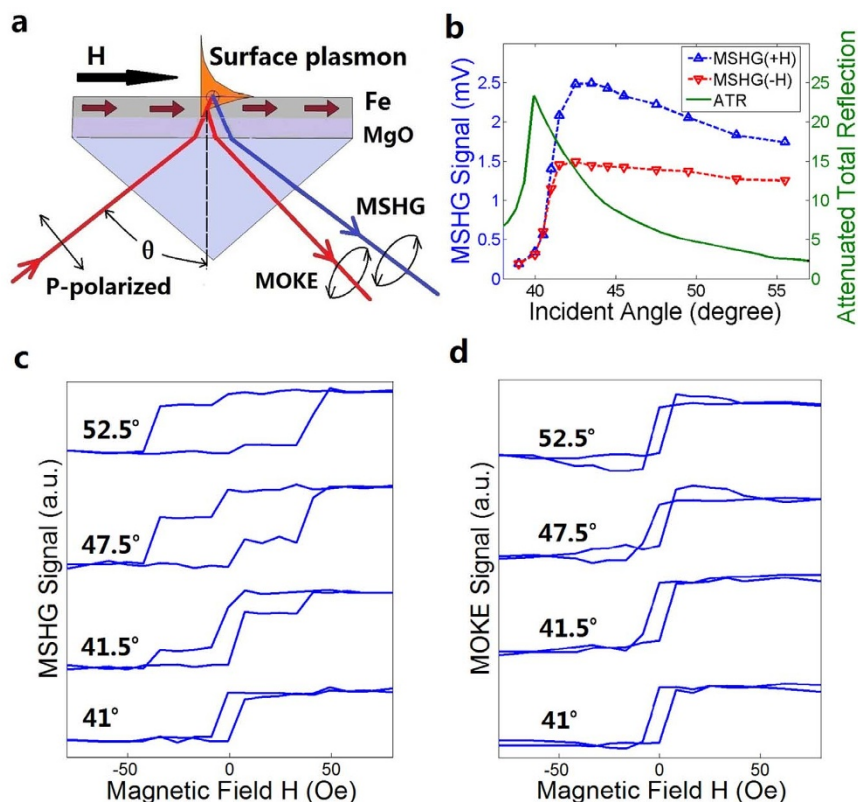 a
H
Surface plasmon
Fe
MgO
MSHG
θ
P-polarized
MOKE
b
MSHG(+H)
MSHG(-H)
ATR
MSHG Signal (mV)
2.5
2.0
1.5
1
0.5
0
40
45
50
55
Incident Angle (degree)
25
20
15
10
5
0
Attenuated Total Reflection
c
52.5°
47.5°
41.5°
41°
MSHG Signal (a.u.)
-50
0
50
Magnetic Field H (Oe)
d
52.5°
47.5°
41.5°
41°
MOKE Signal (a.u.)
-50
0
50
Magnetic Field H (Oe)